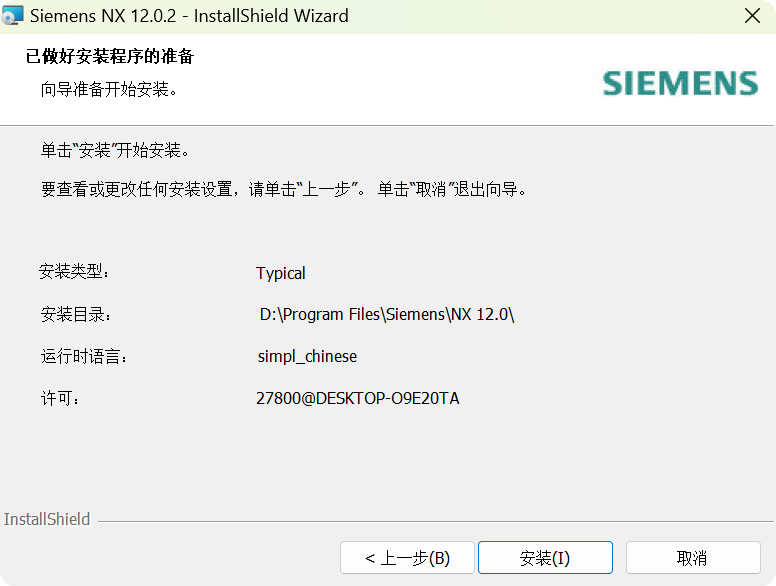 Siemens NX 12.0.2 - InstallShield Wizard
已做好安装程序的准备
向导准备开始安装。
SIEMENS
单击“安装”开始安装。
要查看或更改任何安装设置，请单击“上一步”。 单击“取消”退出向导。
安装类型: Typical
安装目录: D:\Program Files\Siemens\NX 12.0\
运行时语言: simpl_chinese
许可: 27800@DESKTOP-O9E20TA
InstallShield
< 上一步(B) 安装(I) 取消